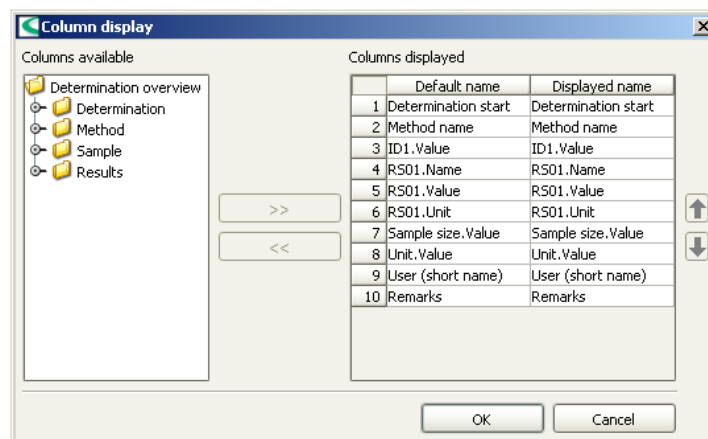 Column display
Columns available
Columns displayed
Determination overview
Determination
Method
Sample
Results
>>
<<
Default name Displayed name
1 Determination start Determination start
2 Method name Method name
3 ID1.Value ID1.Value
4 RS01.Name RS01.Name
5 RS01.Value RS01.Value
6 RS01.Unit RS01.Unit
7 Sample size.Value Sample size.Value
8 Unit.Value Unit.Value
9 User (short name) User (short name)
10 Remarks Remarks
OK Cancel